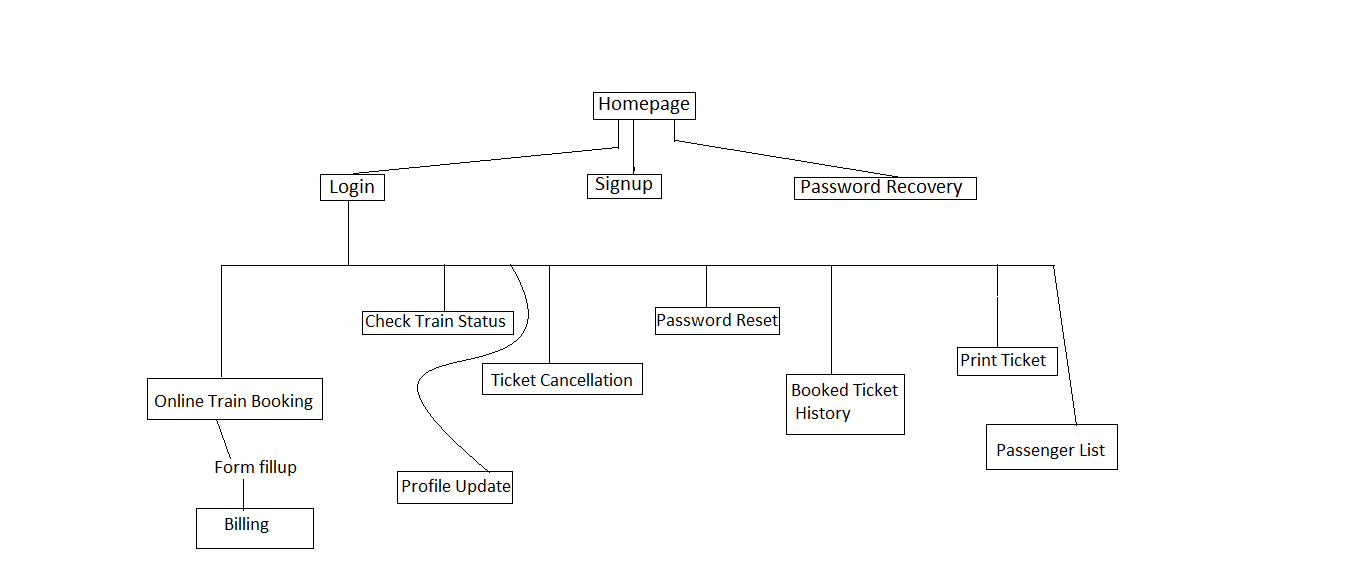 Homepage
Login
Signup
Password Recovery
Check Train Status
Password Reset
Print Ticket
Ticket Cancellation
Online Train Booking
Booked Ticket
History
Passenger List
Form fillup
Profile Update
Billing